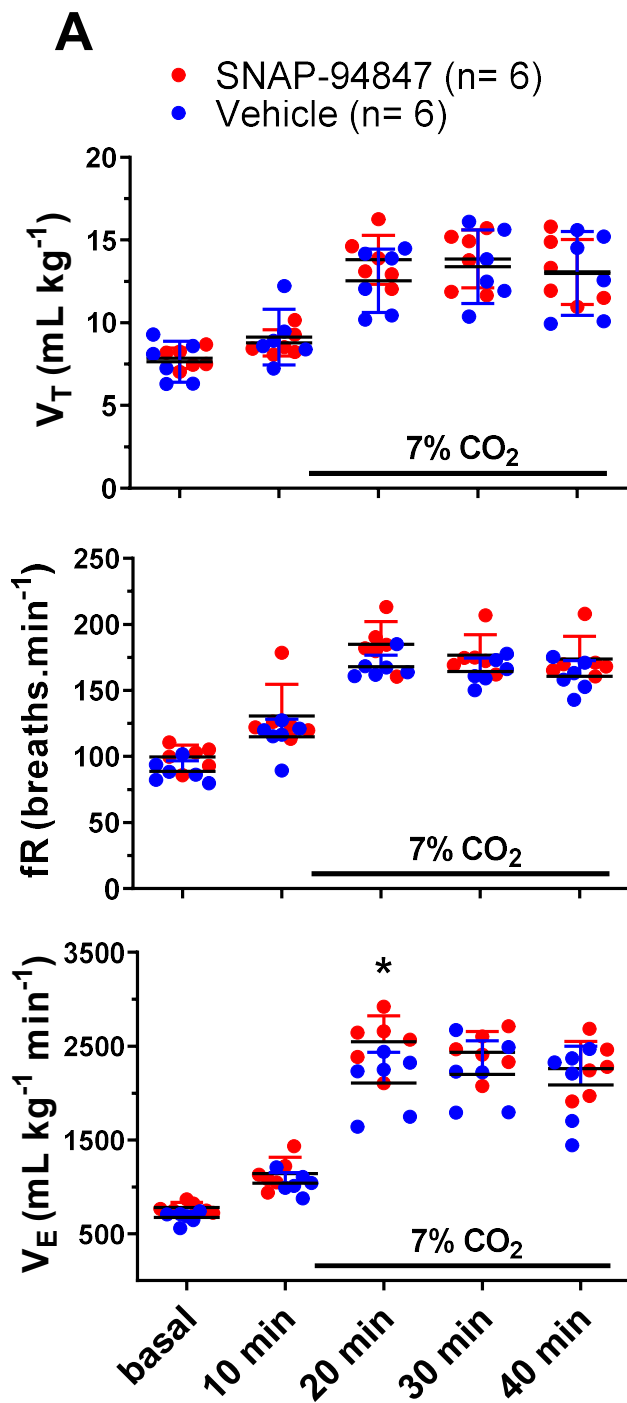 A
SNAP-94847 (n= 6)
Vehicle (n= 6)
V_T (mL kg⁻¹)
20
15
10
5
0
7% CO₂
fR (breaths.min⁻¹)
250
200
150
100
50
0
7% CO₂
V_E (mL kg⁻¹ min⁻¹)
3500
2500
1500
500
*
7% CO₂
basal
10 min
20 min
30 min
40 min